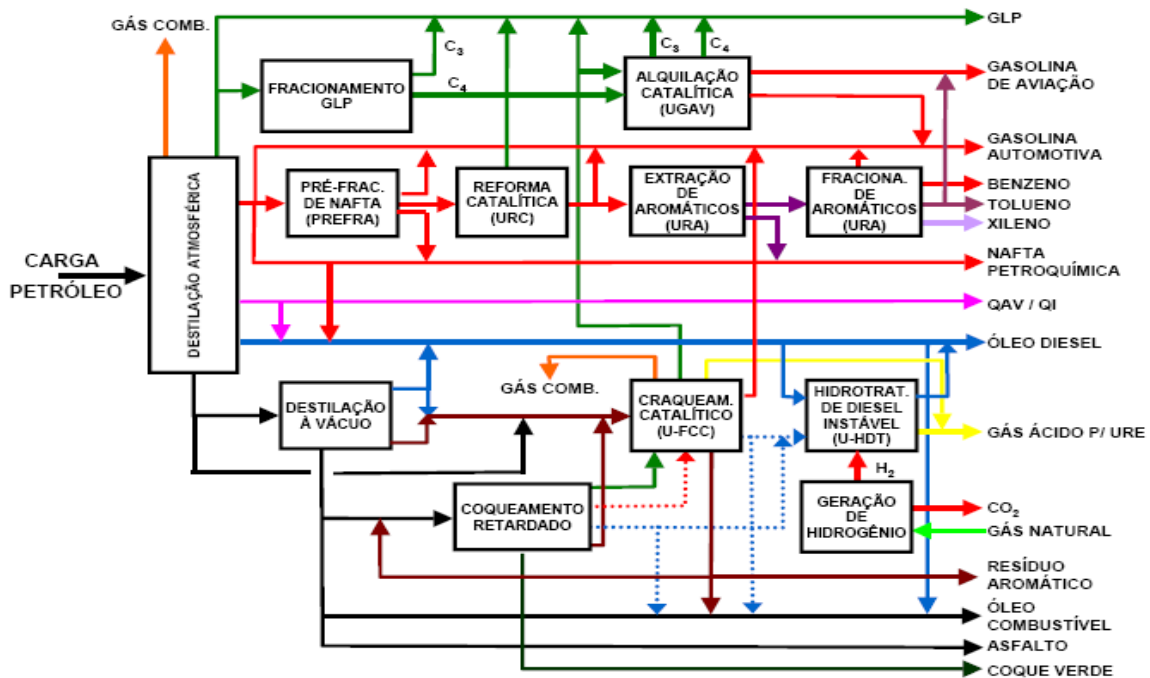 GÁS COMB.
GLP
C3
C3
C4
FRACIONAMENTO
GLP
C4
ALQUILAÇÃO
CATALÍTICA
(UGAV)
GASOLINA
DE AVIAÇÃO
GASOLINA
AUTOMOTIVA
DESTILAÇÃO ATMOSFÉRICA
PRÉ-FRAC.
DE NAFTA
(PREFRA)
REFORMA
CATALÍTICA
(URC)
EXTRAÇÃO
DE
AROMÁTICOS
(URA)
FRACIONA.
DE
AROMÁTICOS
(URA)
BENZENO
TOLUENO
XILENO
CARGA
PETRÓLEO
NAFTA
PETROQUÍMICA
QAV / QI
ÓLEO DIESEL
GÁS COMB.
DESTILAÇÃO
À VÁCUO
CRAQUEAM.
CATALÍTICO
(U-FCC)
HIDROTRAT.
DE DIESEL
INSTÁVEL
(U-HDT)
GÁS ÁCIDO P/ URE
H2
COQUEAMENTO
RETARDADO
GERAÇÃO
DE
HIDROGÊNIO
CO2
GÁS NATURAL
RESÍDUO
AROMÁTICO
ÓLEO
COMBUSTÍVEL
ASFALTO
COQUE VERDE